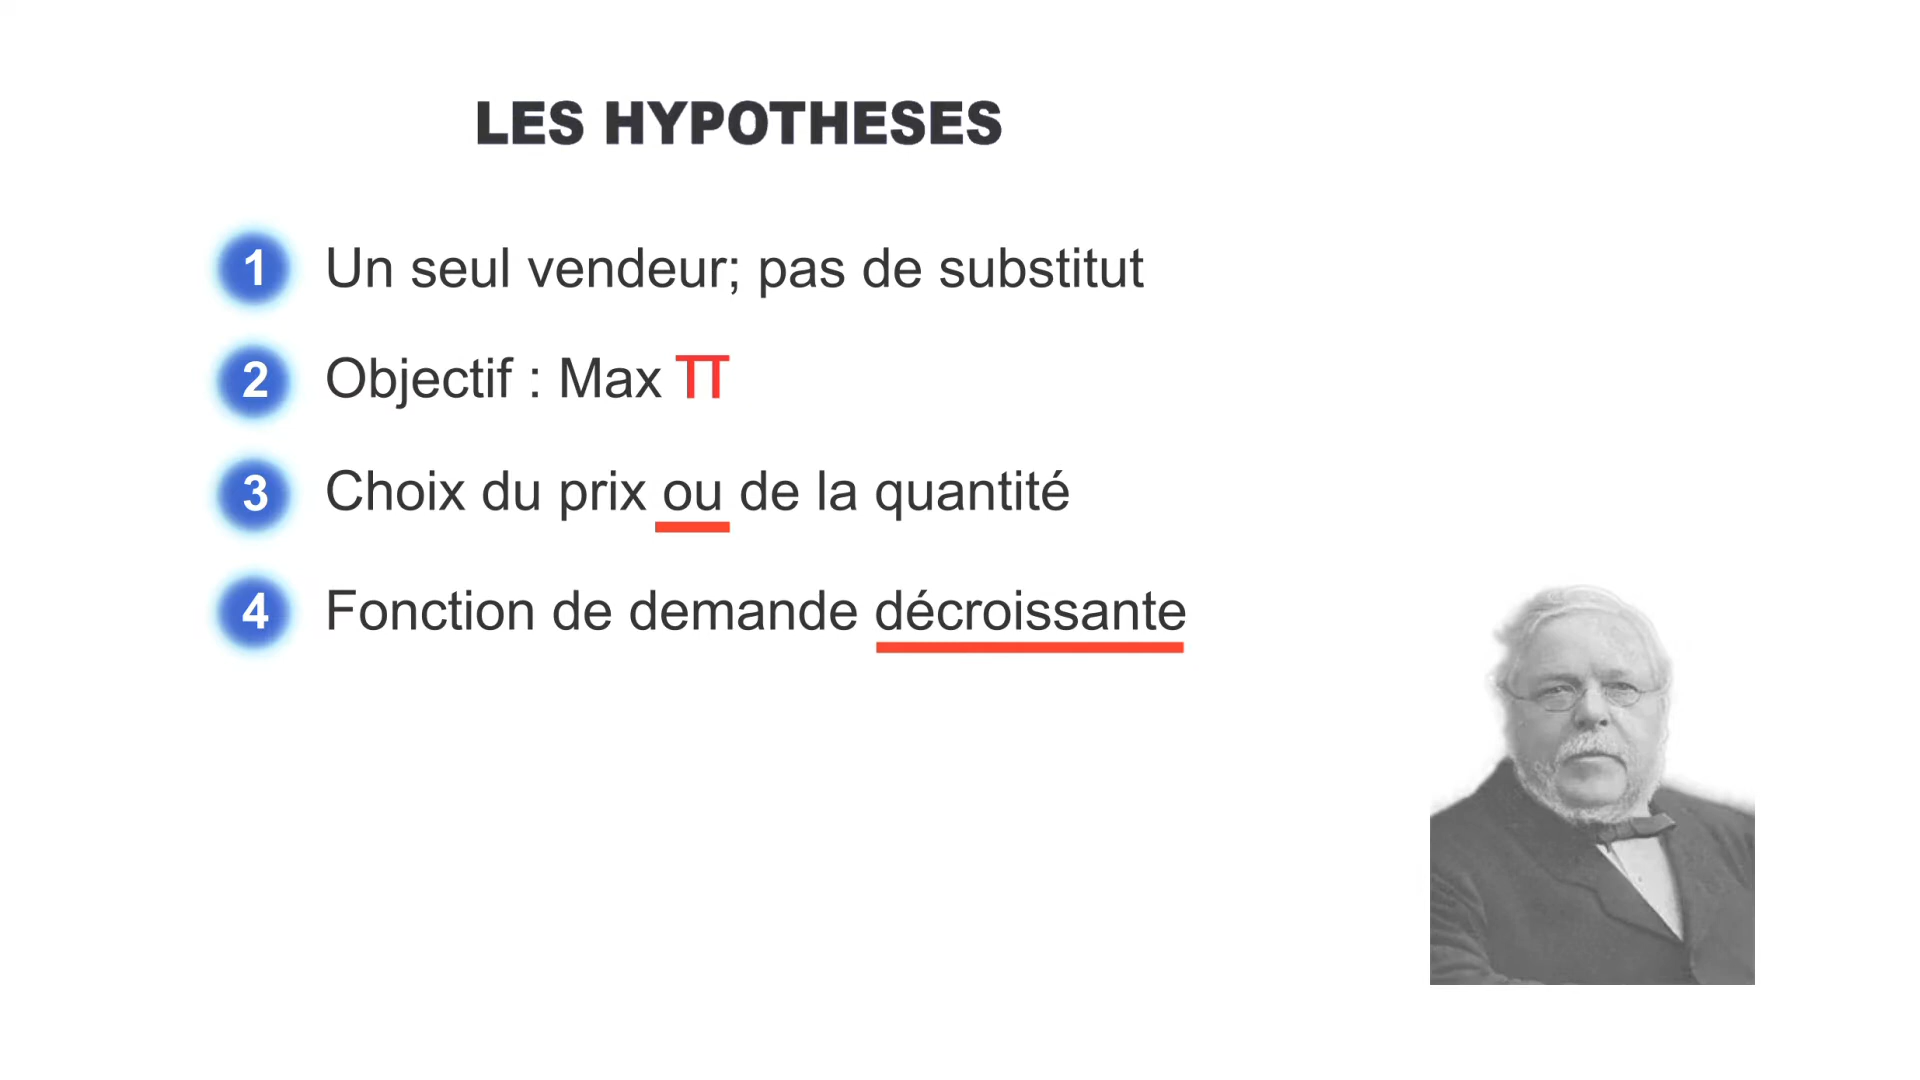 LES HYPOTHESES
1 Un seul vendeur; pas de substitut
2 Objectif : Max π
3 Choix du prix ou de la quantité
4 Fonction de demande décroissante